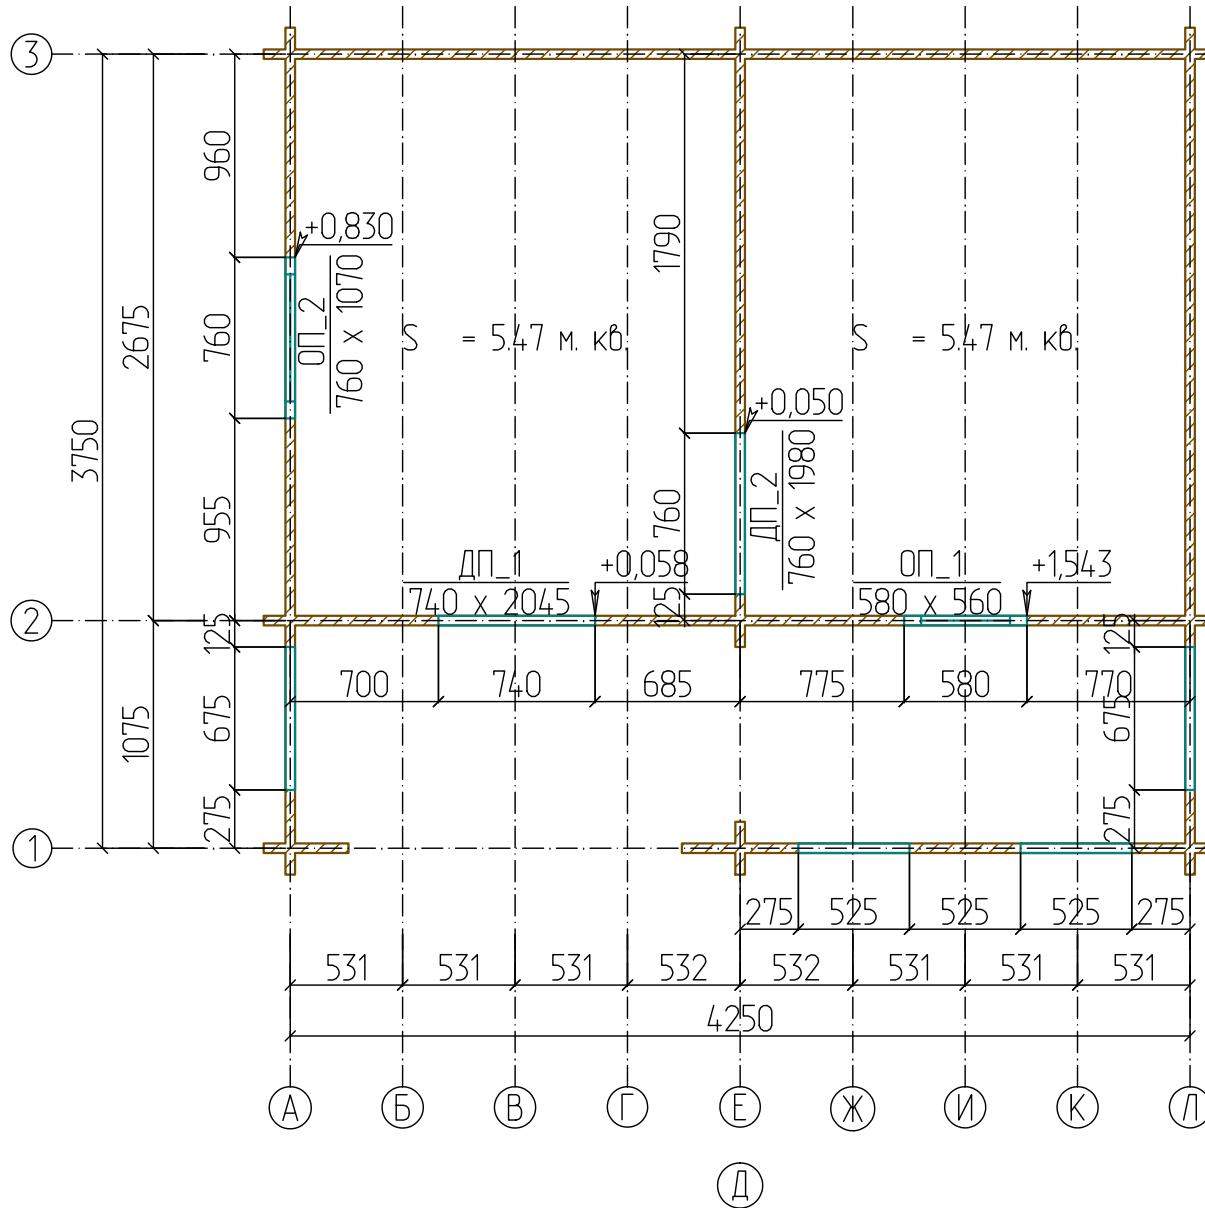 3
960
+0,830
ОП_2
760 x 1070
760
2675
3750
955
S = 5.47 м. кв.
S = 5.47 м. кв.
1790
+0,050
ДП_2
760 x 1980
760
125
ДП_1
740 x 2045
+0,058
ОП_1
580 x 560
+1,543
2
125
675
275
1075
700
740
685
775
580
770
125
675
275
1
275
525
525
525
275
531
531
531
532
532
531
531
531
4250
А
Б
В
Г
Е
Ж
И
К
Л
Д